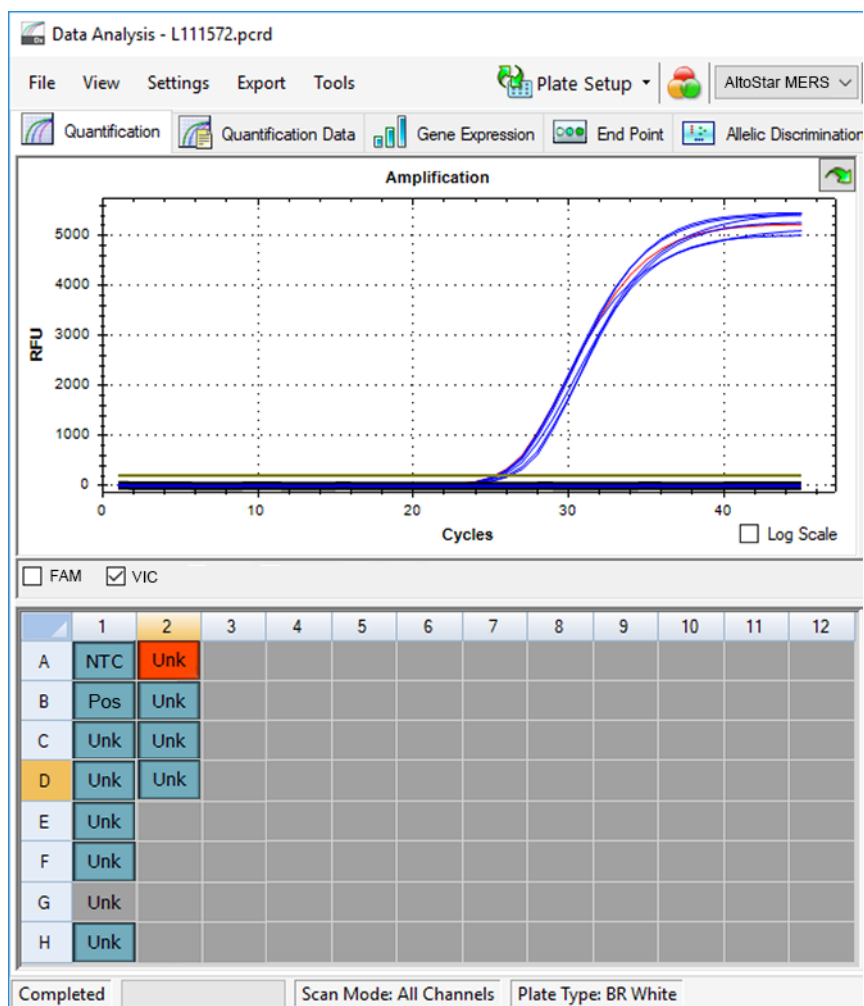 Data Analysis - L111572.pcrd
File View Settings Export Tools Plate Setup AltoStar MERS
Quantification Quantification Data Gene Expression End Point Allelic Discrimination
Amplification
5000
4000
3000
2000
1000
0
RFU
0 10 20 30 40
Cycles
Log Scale
FAM VIC
1 2 3 4 5 6 7 8 9 10 11 12
A NTC Unk
B Pos Unk
C Unk Unk
D Unk Unk
E Unk
F Unk
G Unk
H Unk
Completed Scan Mode: All Channels Plate Type: BR White